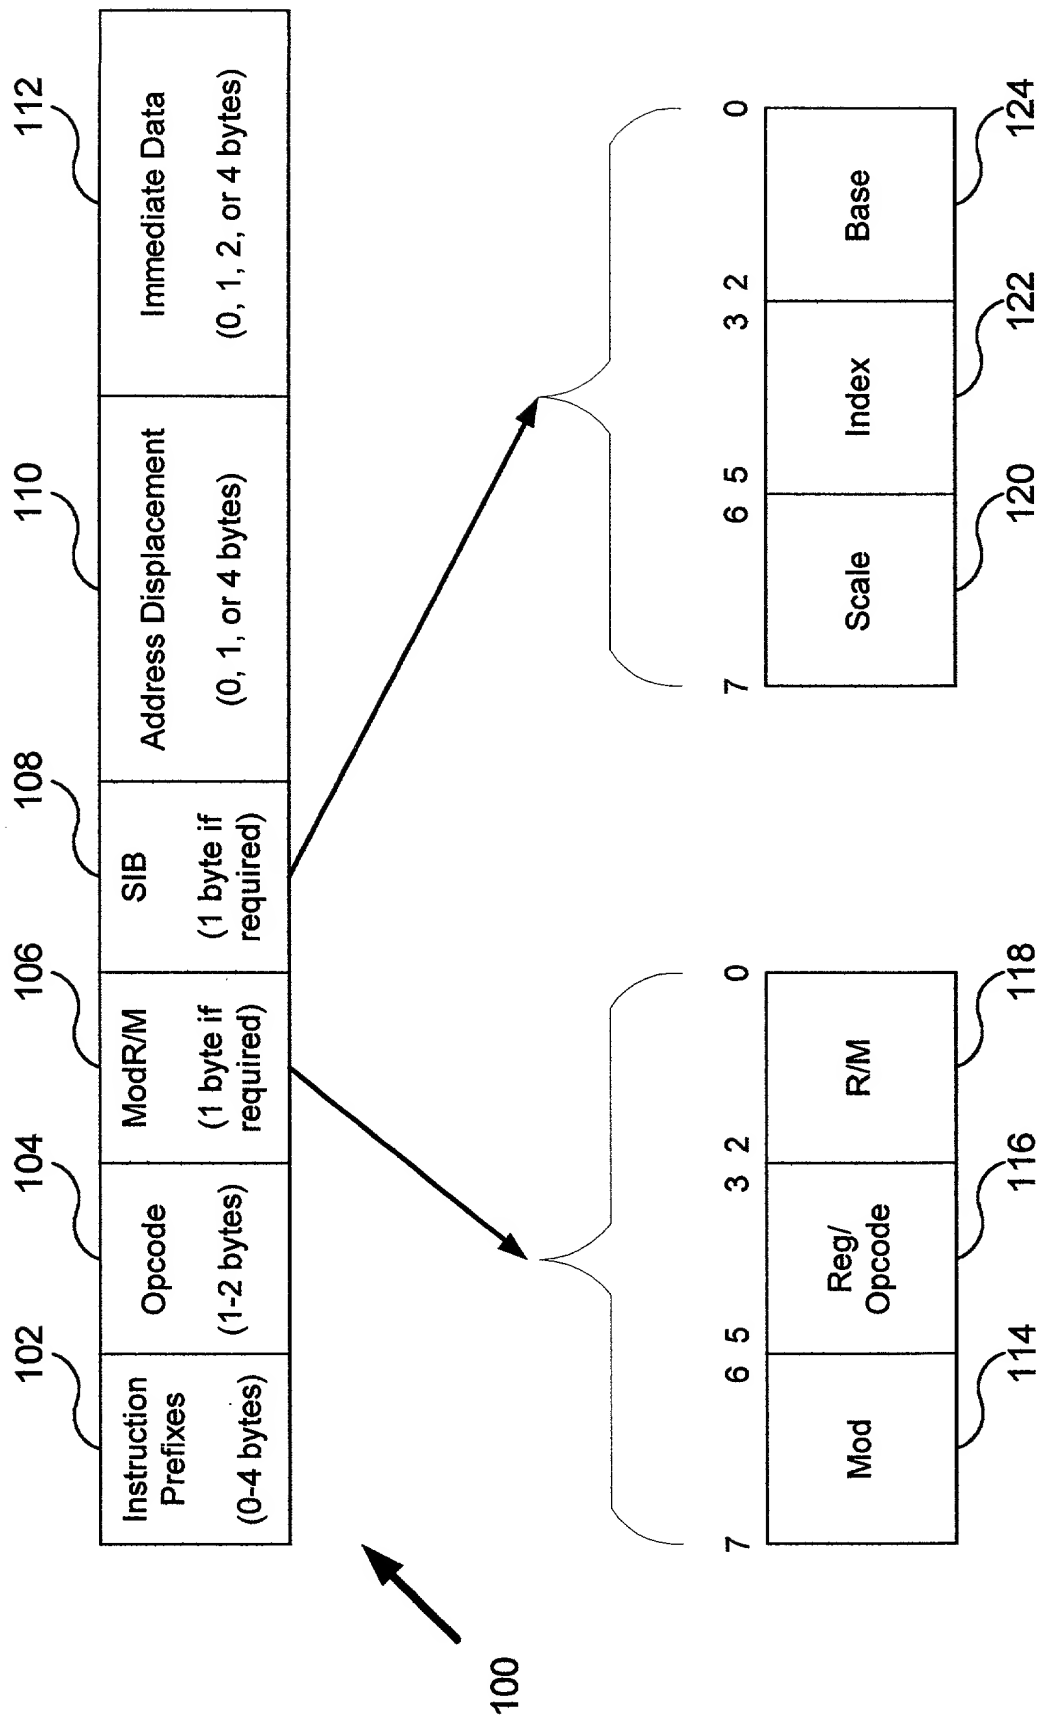 102
104
106
108
110
112
Instruction
Prefixes
(0-4 bytes)
Opcode
(1-2 bytes)
ModR/M
(1 byte if
required)
SIB
(1 byte if
required)
Address Displacement
(0, 1, or 4 bytes)
Immediate Data
(0, 1, 2, or 4 bytes)
100
7
6 5
3 2
0
Mod
Reg/
Opcode
R/M
114
116
118
7
6 5
3 2
0
Scale
Index
Base
120
122
124